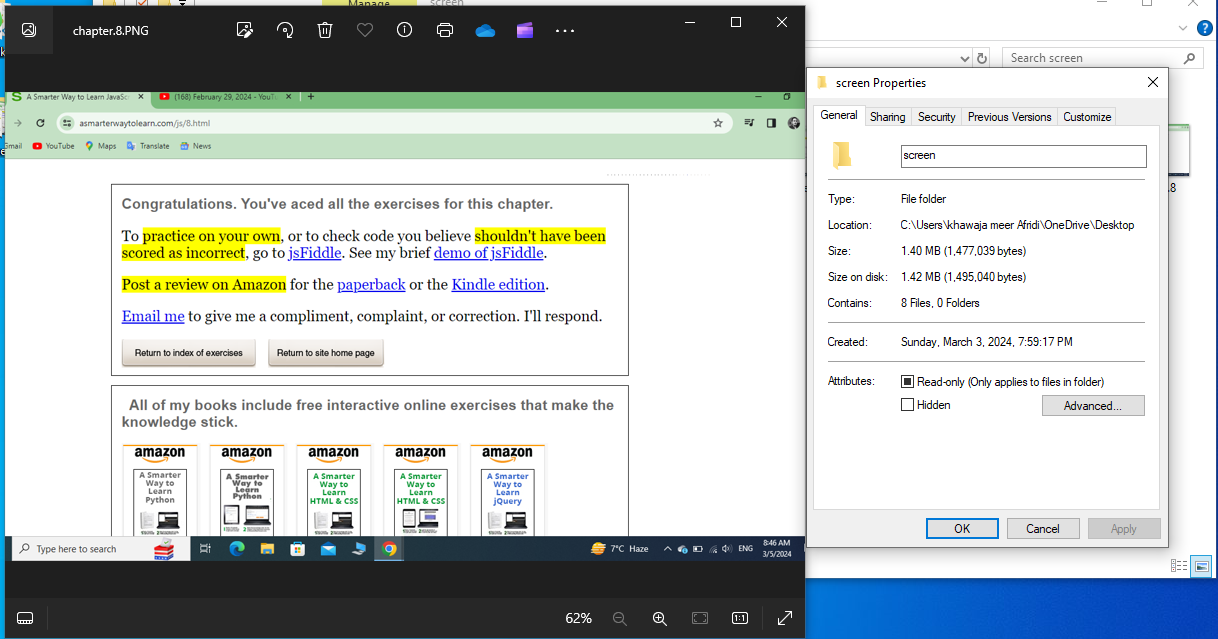 Manage
screen
chapter.8.PNG
A Smarter Way to Learn JavaSc
(168) February 29, 2024 - YouTu
asmarterwaytolearn.com/js/8.html
Gmail
YouTube
Maps
Translate
News
Congratulations. You've aced all the exercises for this chapter.
To practice on your own, or to check code you believe shouldn't have been
scored as incorrect, go to jsFiddle. See my brief demo of jsFiddle.
Post a review on Amazon for the paperback or the Kindle edition.
Email me to give me a compliment, complaint, or correction. I'll respond.
Return to index of exercises
Return to site home page
All of my books include free interactive online exercises that make the
knowledge stick.
amazon
amazon
amazon
amazon
amazon
A Smarter
Way to
Learn
Python
A Smarter
Way to
Learn
Python
A Smarter
Way to
Learn
HTML & CSS
A Smarter
Way to
Learn
HTML & CSS
A Smarter
Way to
Learn
jQuery
Type here to search
7°C Haze
ENG
8:46 AM
3/5/2024
62%
1:1
Search screen
screen Properties
General
Sharing
Security
Previous Versions
Customize
screen
Type:
File folder
Location:
C:\Users\khawaja meer Afridi\OneDrive\Desktop
Size:
1.40 MB (1,477,039 bytes)
Size on disk:
1.42 MB (1,495,040 bytes)
Contains:
8 Files, 0 Folders
Created:
Sunday, March 3, 2024, 7:59:17 PM
Attributes:
Read-only (Only applies to files in folder)
Hidden
Advanced...
OK
Cancel
Apply
.8